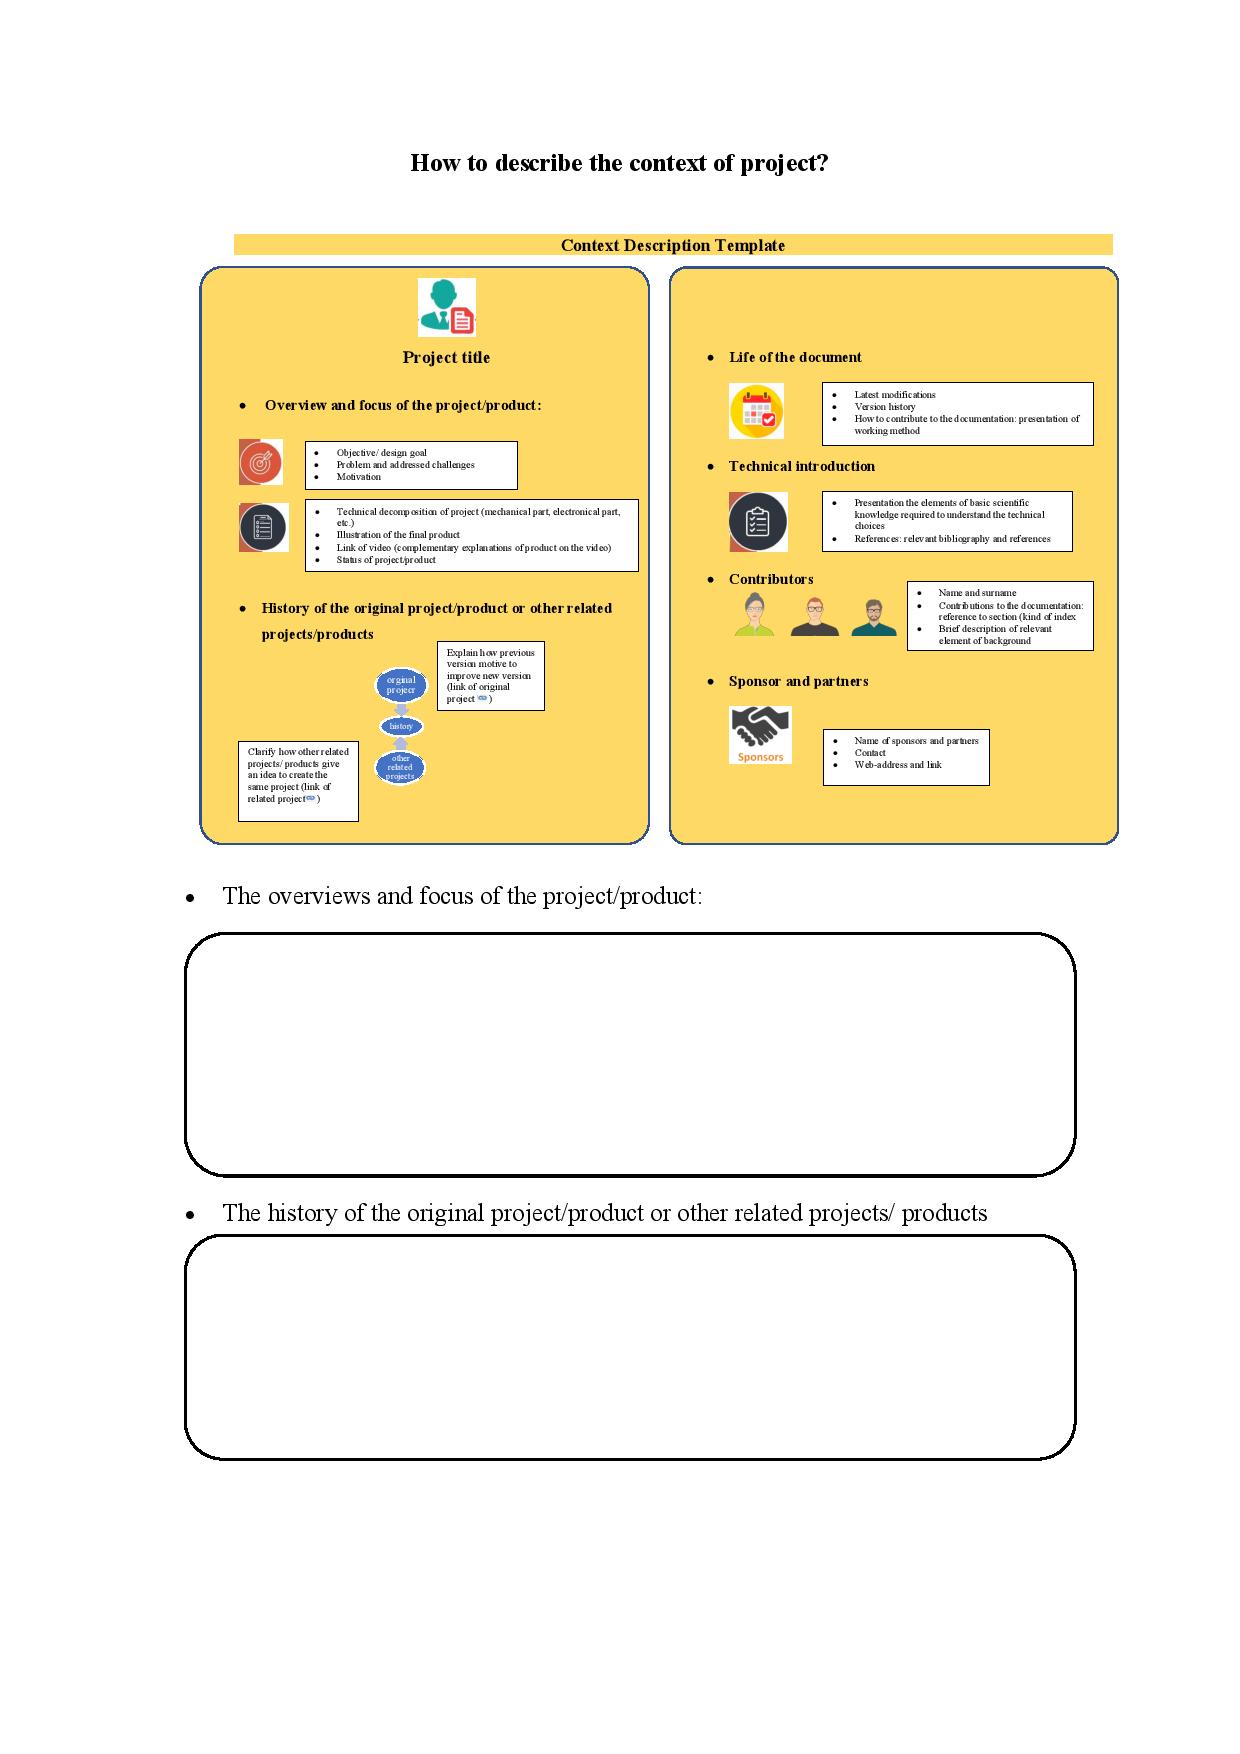 How to describe the context of project?
Context Description Template
Project title
• Overview and focus of the project/product:
• Objective/ design goal
• Problem and addressed challenges
• Motivation
• Technical decomposition of project (mechanical part, electronical part,
etc.)
• Illustration of the final product
• Link of video (complementary explanations of product on the video)
• Status of project/product
• History of the original project/product or other related
projects/products
Explain how previous
version motive to
improve new version
(link of original
project )
orginal
projecr
history
other
related
projects
Clarify how other related
projects/ products give
an idea to create the
same project (link of
related project )
• Life of the document
• Latest modifications
• Version history
• How to contribute to the documentation: presentation of
working method
• Technical introduction
• Presentation the elements of basic scientific
knowledge required to understand the technical
choices
• References: relevant bibliography and references
• Contributors
• Name and surname
• Contributions to the documentation:
reference to section (kind of index
• Brief description of relevant
element of background
• Sponsor and partners
Sponsors
• Name of sponsors and partners
• Contact
• Web-address and link
• The overviews and focus of the project/product:
• The history of the original project/product or other related projects/ products